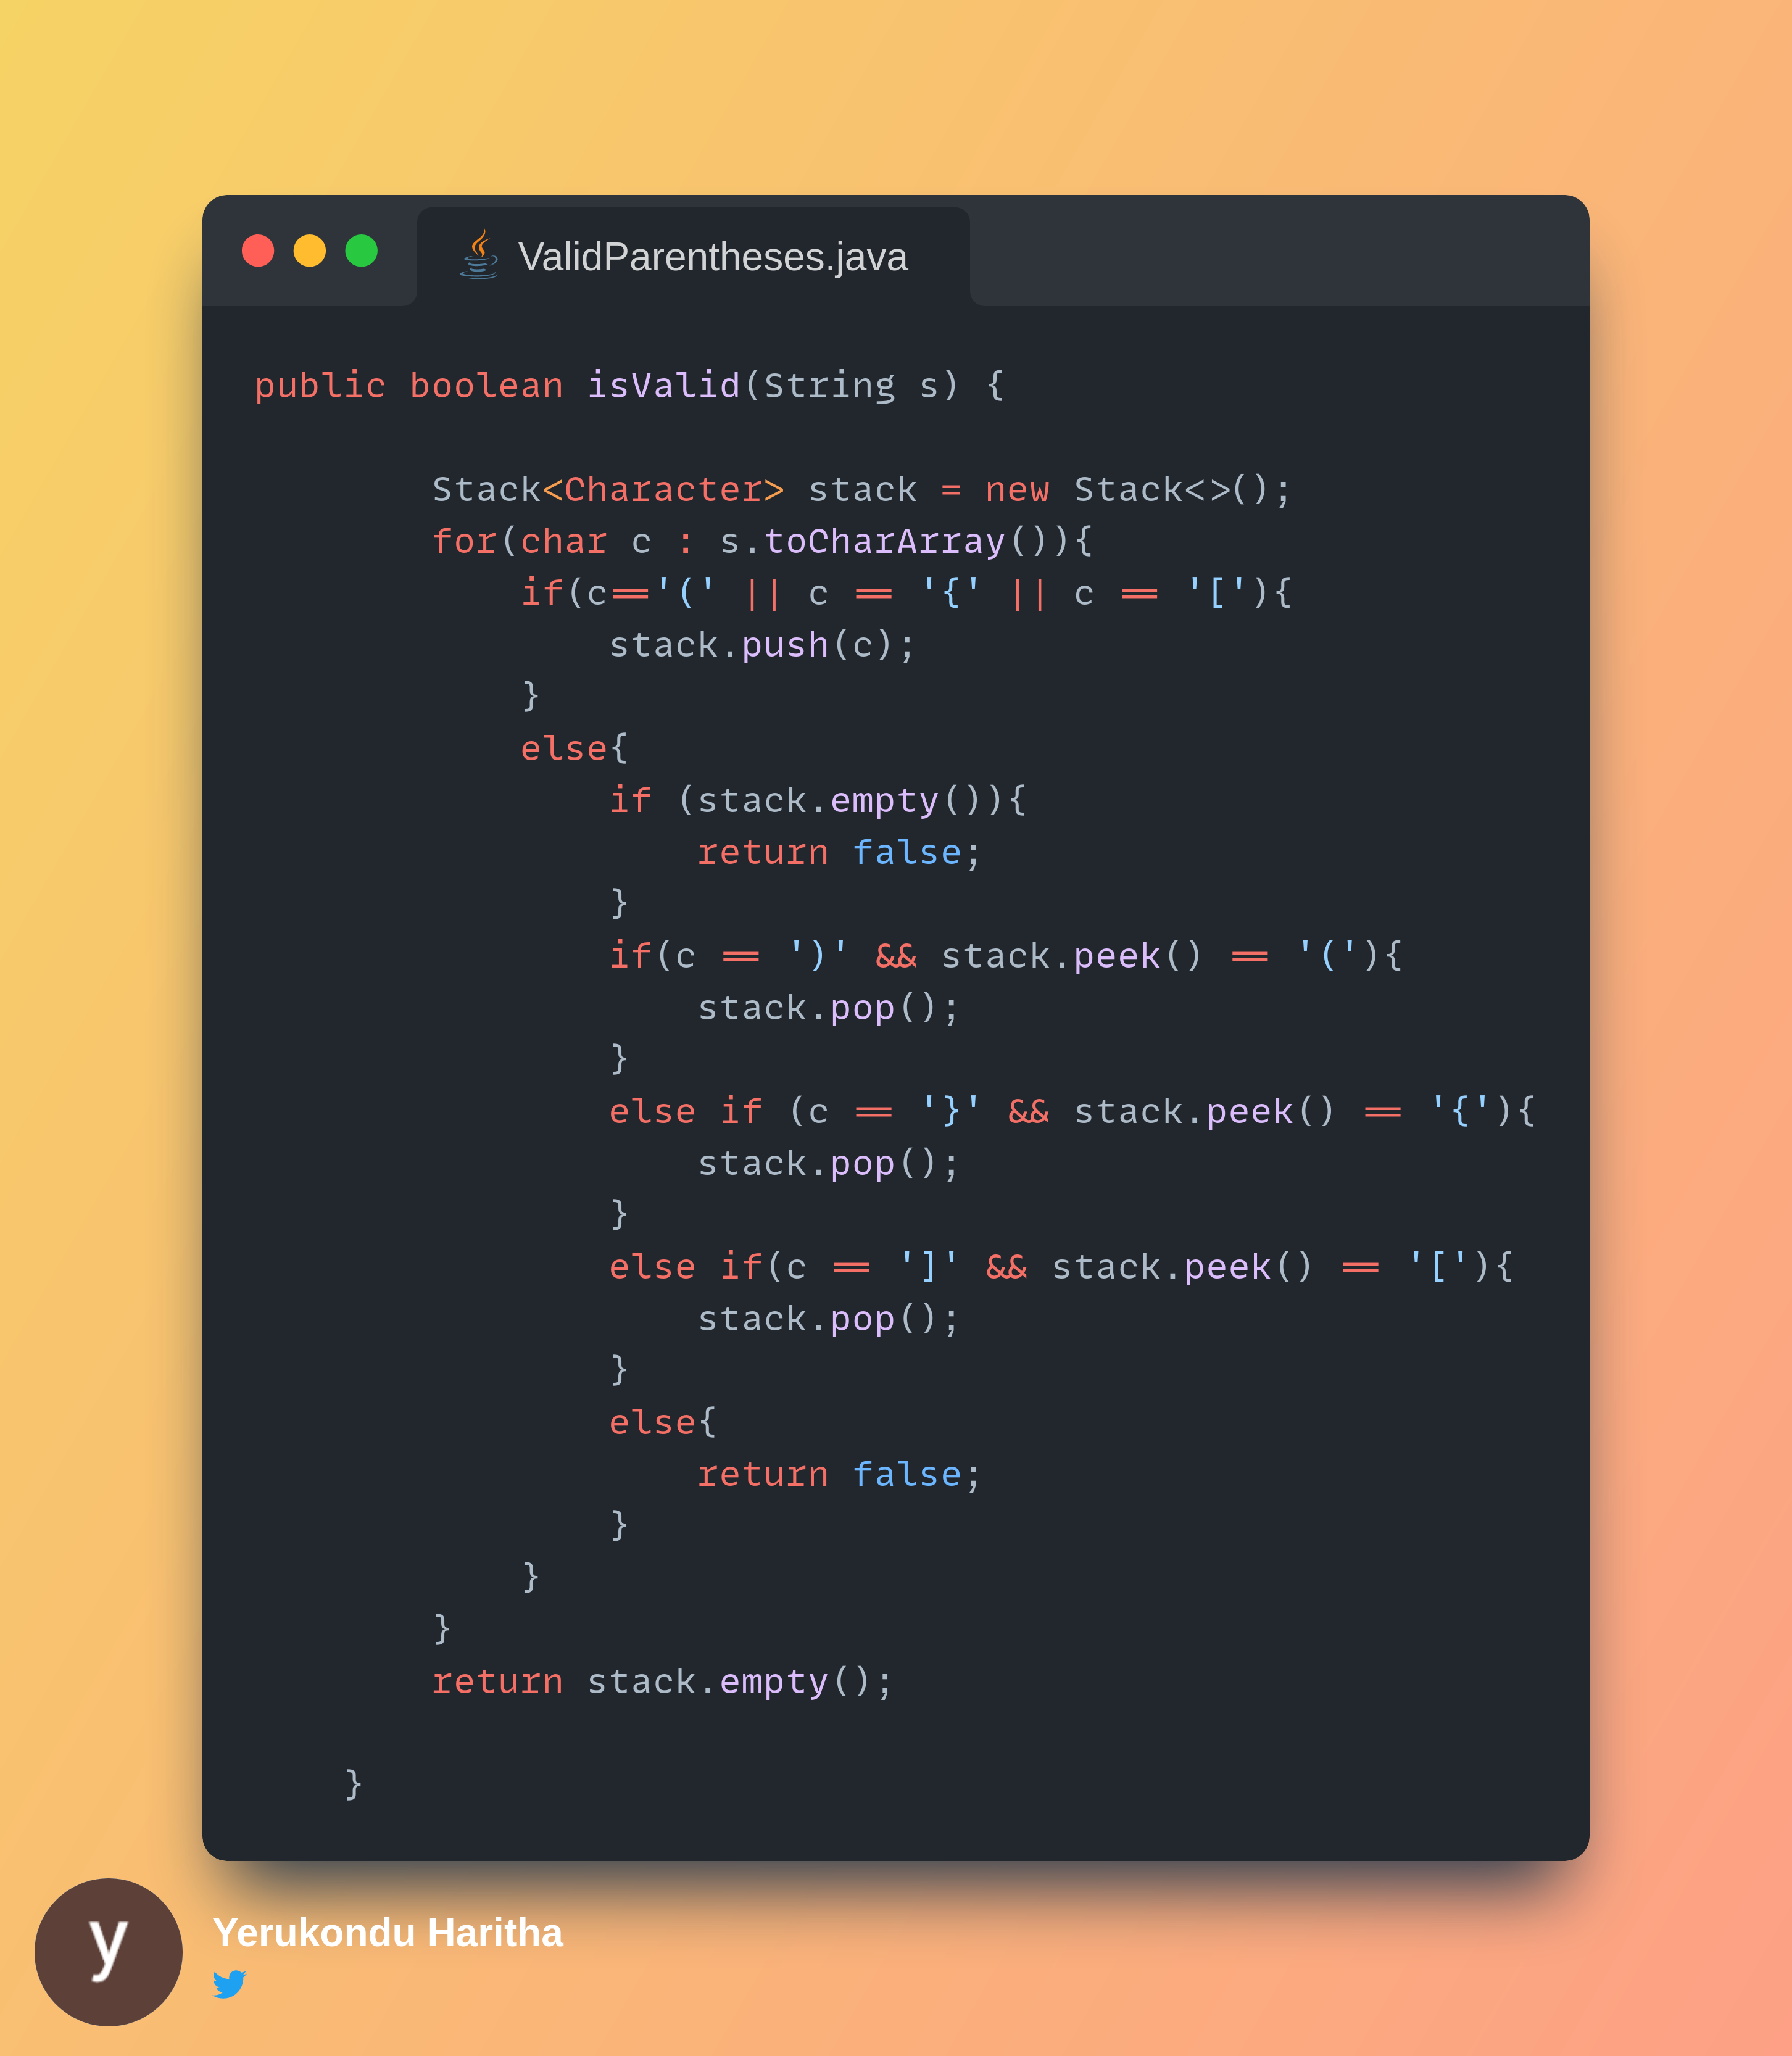 ValidParentheses.java
public boolean isValid(String s) {
Stack<Character> stack = new Stack<>();
for(char c : s.toCharArray()){
if(c=='(' || c == '{' || c == '['){
stack.push(c);
}
else{
if (stack.empty()){
return false;
}
if(c == ')' && stack.peek() == '('){
stack.pop();
}
else if (c == '}' && stack.peek() == '{'){
stack.pop();
}
else if(c == ']' && stack.peek() == '['){
stack.pop();
}
else{
return false;
}
}
}
return stack.empty();
}
y
Yerukondu Haritha